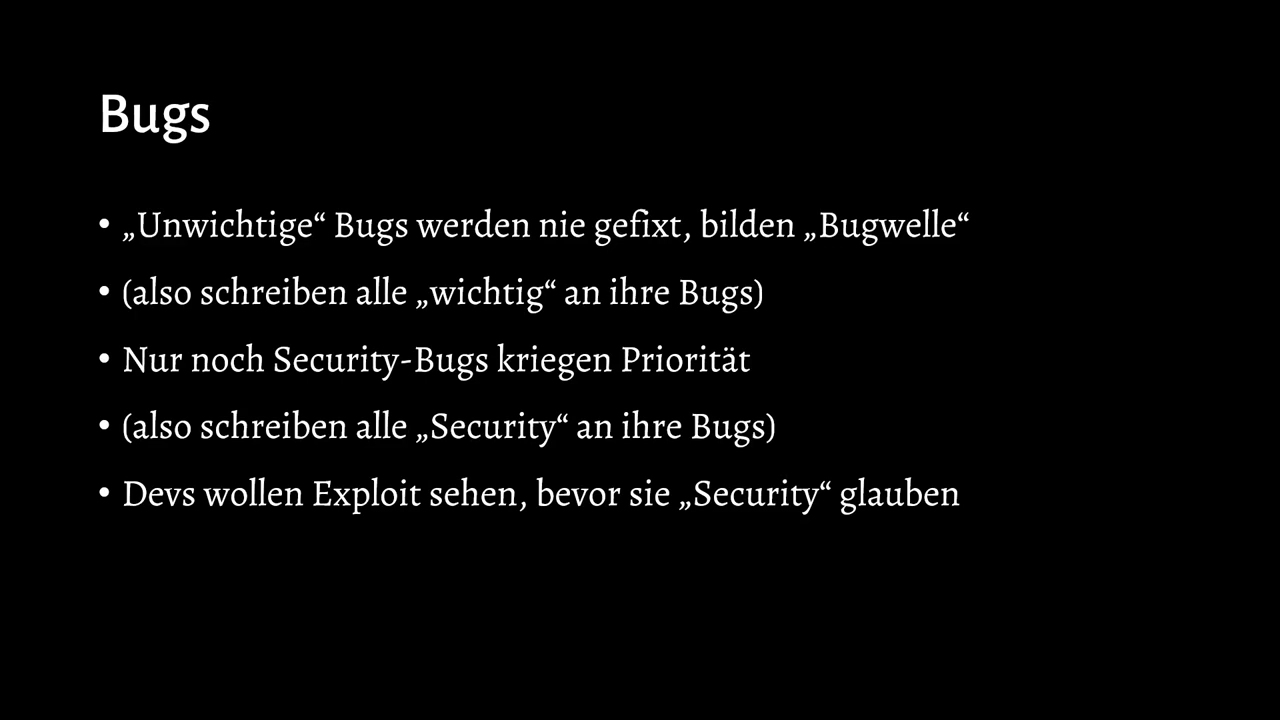 Bugs
• „Unwichtige“ Bugs werden nie gefixt, bilden „Bugwelle“
• (also schreiben alle „wichtig“ an ihre Bugs)
• Nur noch Security-Bugs kriegen Priorität
• (also schreiben alle „Security“ an ihre Bugs)
• Devs wollen Exploit sehen, bevor sie „Security“ glauben